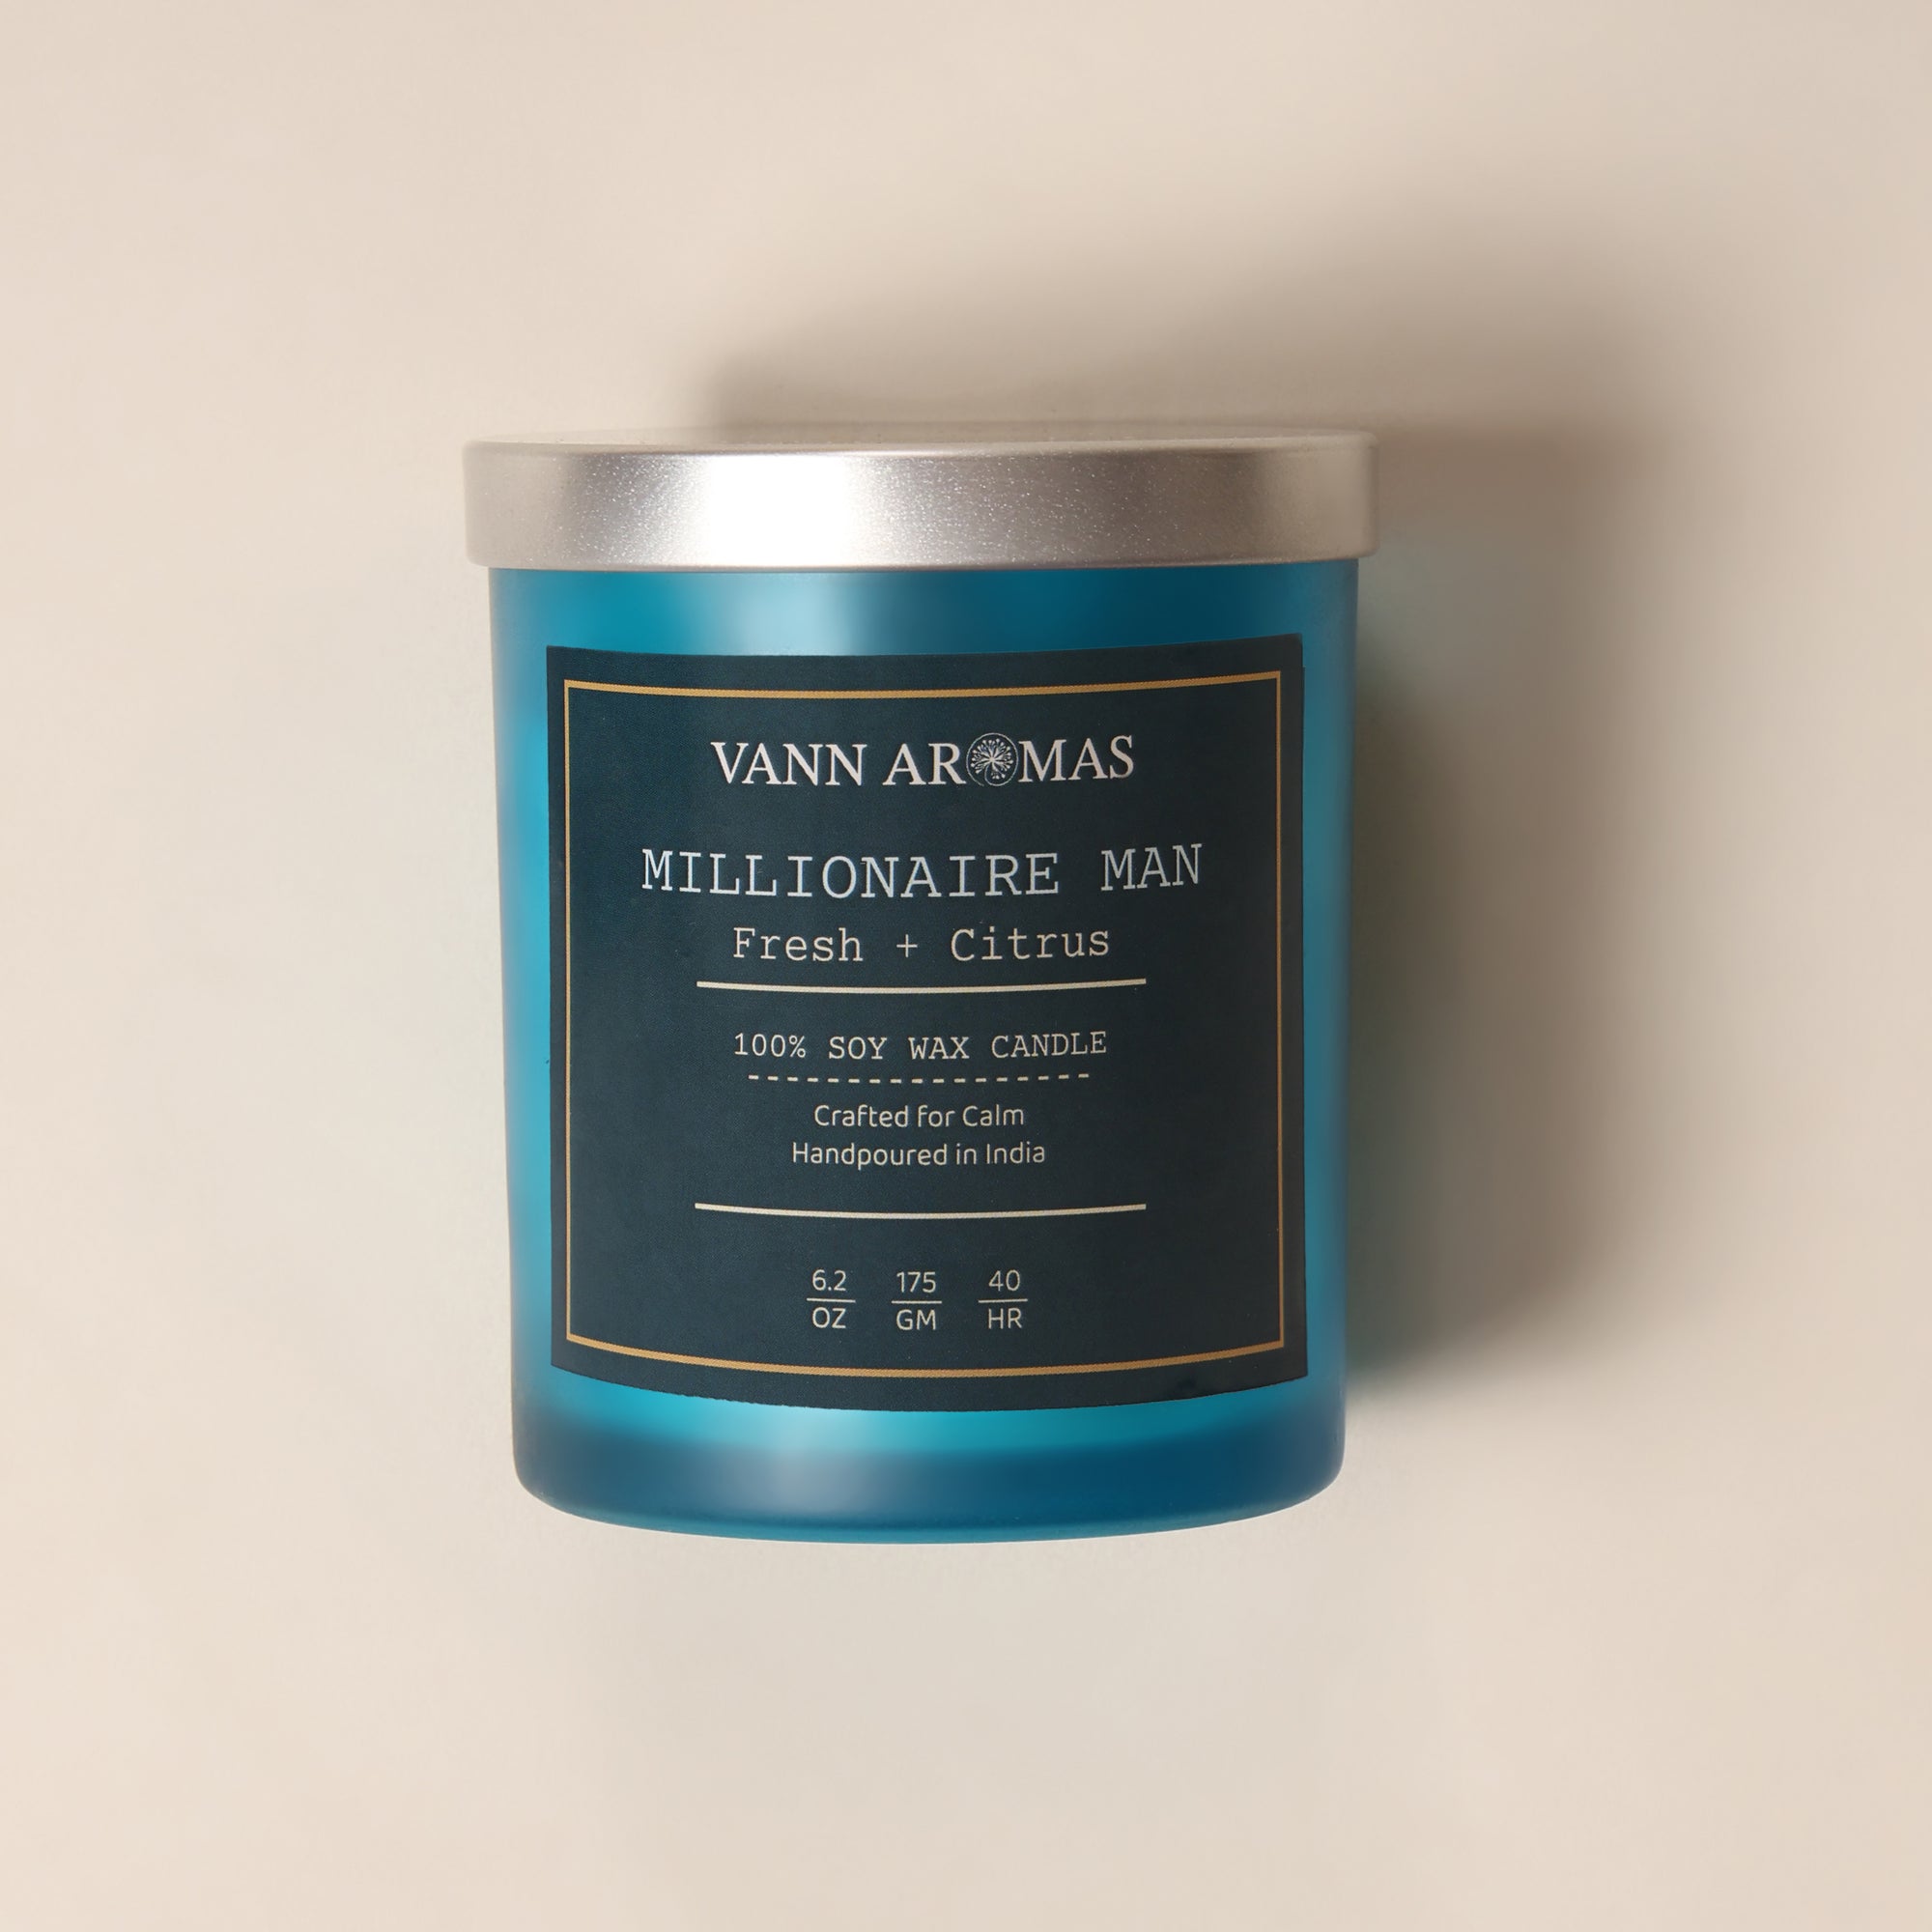 VANN AROMAS
MILLIONAIRE MAN
Fresh + Citrus
100% SOY WAX CANDLE
Crafted for Calm
Handpoured in India
6.2 175 40
OZ GM HR